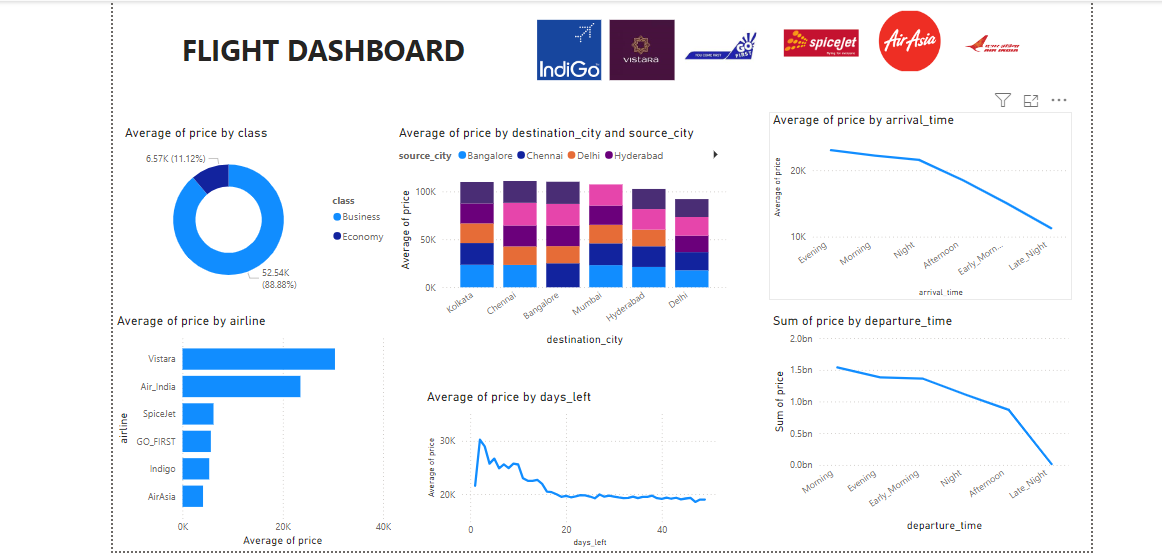 FLIGHT DASHBOARD
IndiGo
VISTARA
YOU COME FIRST
GO FIRST
spiceJet
AirAsia
AIR INDIA
Average of price by class
6.57K (11.12%)
52.54K
(88.88%)
class
Business
Economy
Average of price by destination_city and source_city
source_city Bangalore Chennai Delhi Hyderabad
Average of price
100K
50K
0K
Kolkata
Chennai
Bangalore
Mumbai
Hyderabad
Delhi
destination_city
Average of price by arrival_time
Average of price
20K
10K
Evening
Morning
Night
Afternoon
Early_Morn...
Late_Night
arrival_time
Average of price by airline
airline
Vistara
Air_India
SpiceJet
GO_FIRST
Indigo
AirAsia
0K 20K 40K
Average of price
Average of price by days_left
Average of price
30K
20K
0 20 40
days_left
Sum of price by departure_time
Sum of price
2.0bn
1.5bn
1.0bn
0.5bn
0.0bn
Morning
Evening
Early_Morning
Night
Afternoon
Late_Night
departure_time